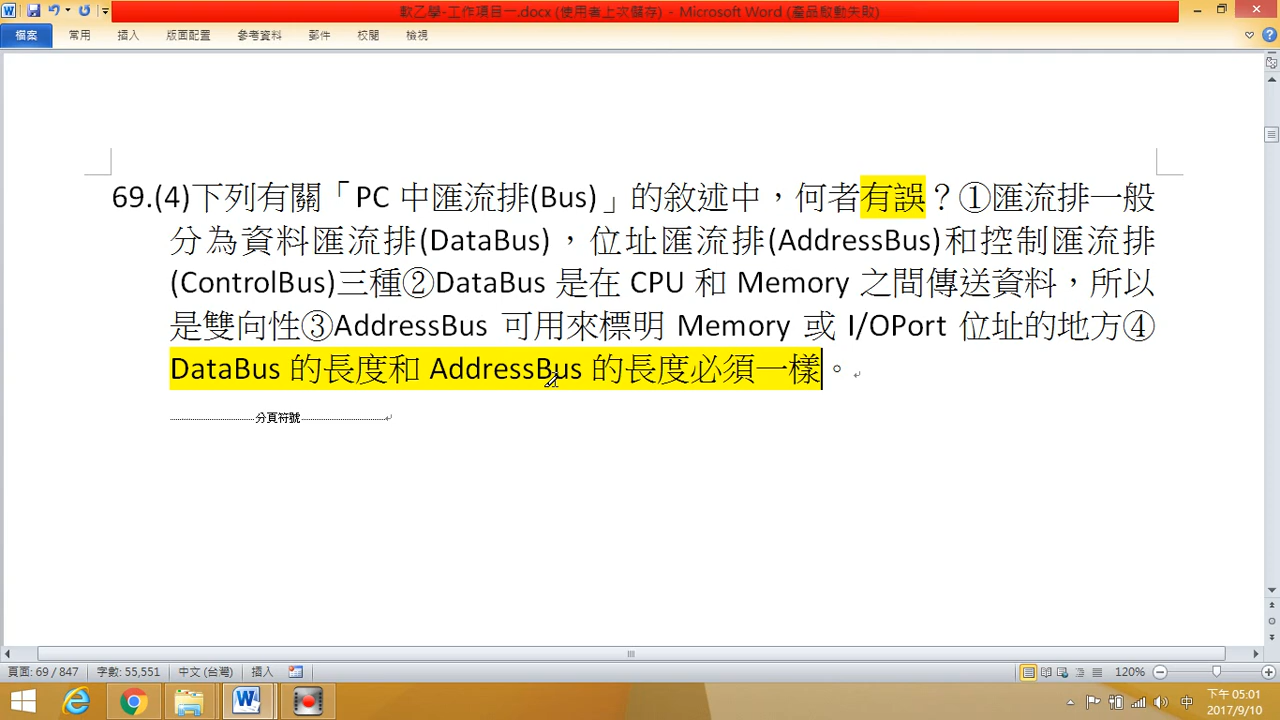 軟乙學-工作項目一.docx (使用者上次儲存) - Microsoft Word (產品啟動失敗)
檔案 常用 插入 版面配置 參考資料 郵件 校閱 檢視
69.(4)下列有關「PC 中匯流排(Bus)」的敘述中，何者有誤？①匯流排一般
分為資料匯流排(DataBus)，位址匯流排(AddressBus)和控制匯流排
(ControlBus)三種②DataBus 是在 CPU 和 Memory 之間傳送資料，所以
是雙向性③AddressBus 可用來標明 Memory 或 I/OPort 位址的地方④
DataBus 的長度和 AddressBus 的長度必須一樣。
分頁符號
頁面: 69 / 847 字數: 55,551 中文 (台灣) 插入 120%
中 下午 05:01
2017/9/10